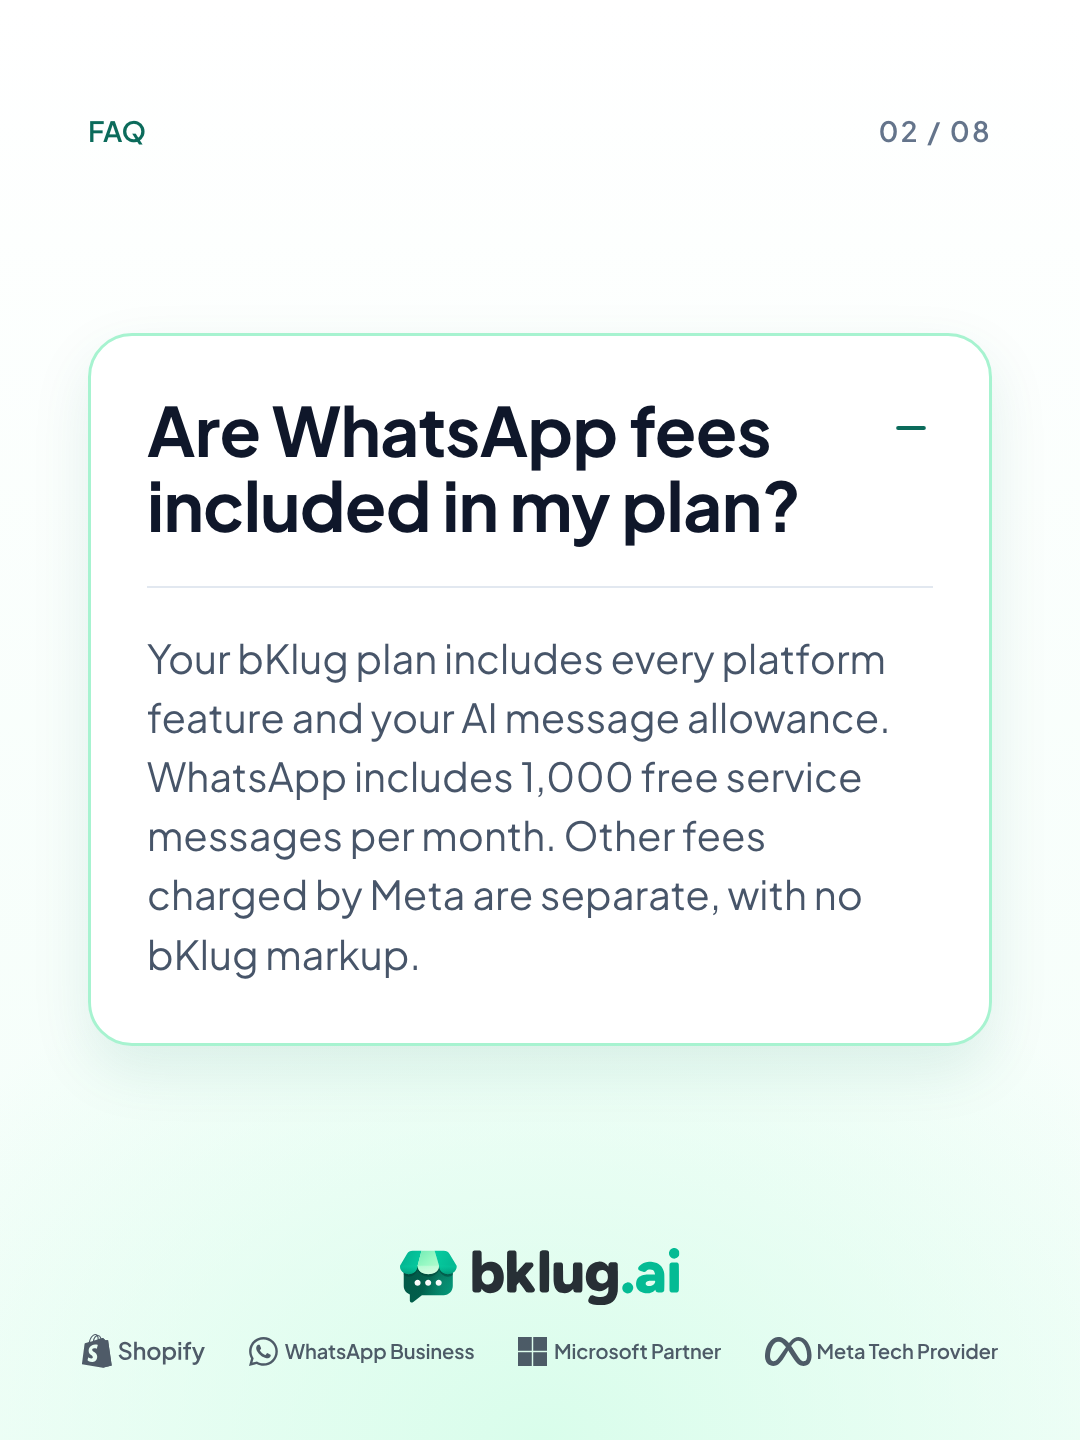 FAQ
02 / 08
Are WhatsApp fees
included in my plan?
Your bKlug plan includes every platform
feature and your AI message allowance.
WhatsApp includes 1,000 free service
messages per month. Other fees
charged by Meta are separate, with no
bKlug markup.
bklug.ai
Shopify
WhatsApp Business
Microsoft Partner
Meta Tech Provider